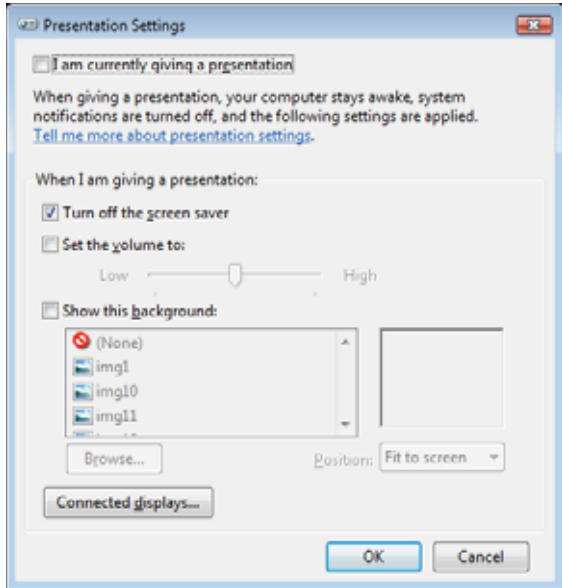 Presentation Settings
I am currently giving a presentation
When giving a presentation, your computer stays awake, system
notifications are turned off, and the following settings are applied.
Tell me more about presentation settings.
When I am giving a presentation:
Turn off the screen saver
Set the volume to:
Low High
Show this background:
(None)
img1
img10
img11
Browse... Position: Fit to screen
Connected displays...
OK Cancel